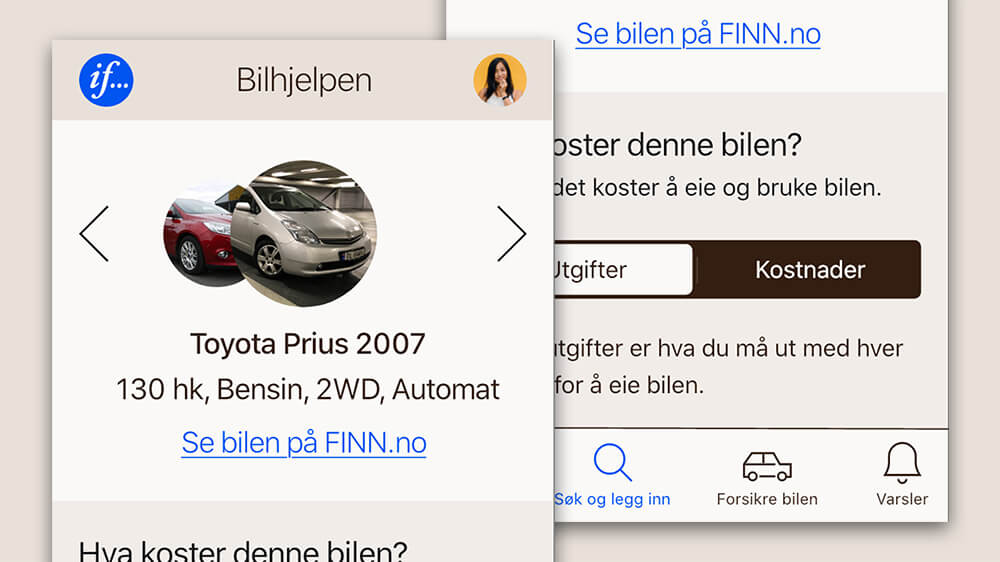 if...
Bilhjelpen
Toyota Prius 2007
130 hk, Bensin, 2WD, Automat
Se bilen på FINN.no
Hva koster denne bilen?
Se bilen på FINN.no
oster denne bilen?
det koster å eie og bruke bilen.
Utgifter
Kostnader
utgifter er hva du må ut med hver
for å eie bilen.
Søk og legg inn
Forsikre bilen
Varsler